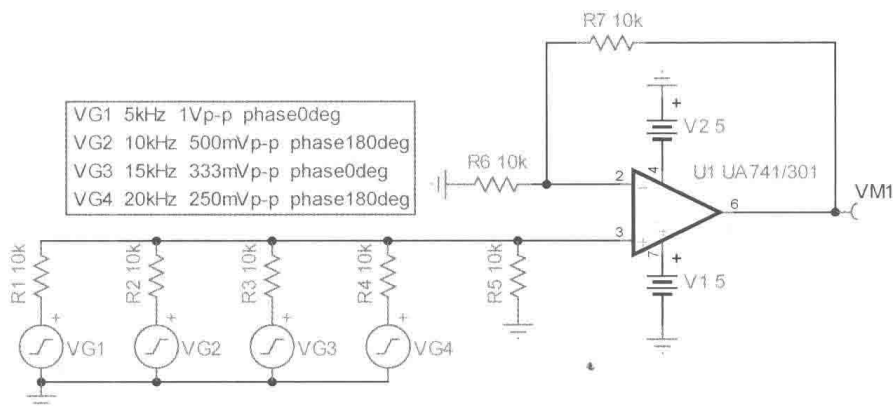 R7 10k
VG1 5kHz 1Vp-p phase0deg
VG2 10kHz 500mVp-p phase180deg
VG3 15kHz 333mVp-p phase0deg
VG4 20kHz 250mVp-p phase180deg
+
V2 5
R6 10k
2
4
U1 UA741/301
-
6
VM1
3
+
+
7
R1 10k
R2 10k
R3 10k
R4 10k
R5 10k
+
V1 5
+
VG1
+
VG2
+
VG3
+
VG4